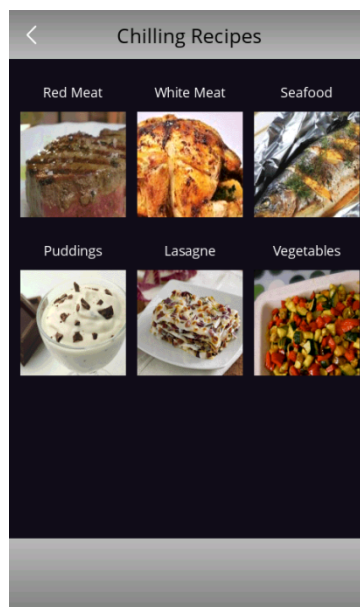 Chilling Recipes
Red Meat White Meat Seafood
Puddings Lasagne Vegetables